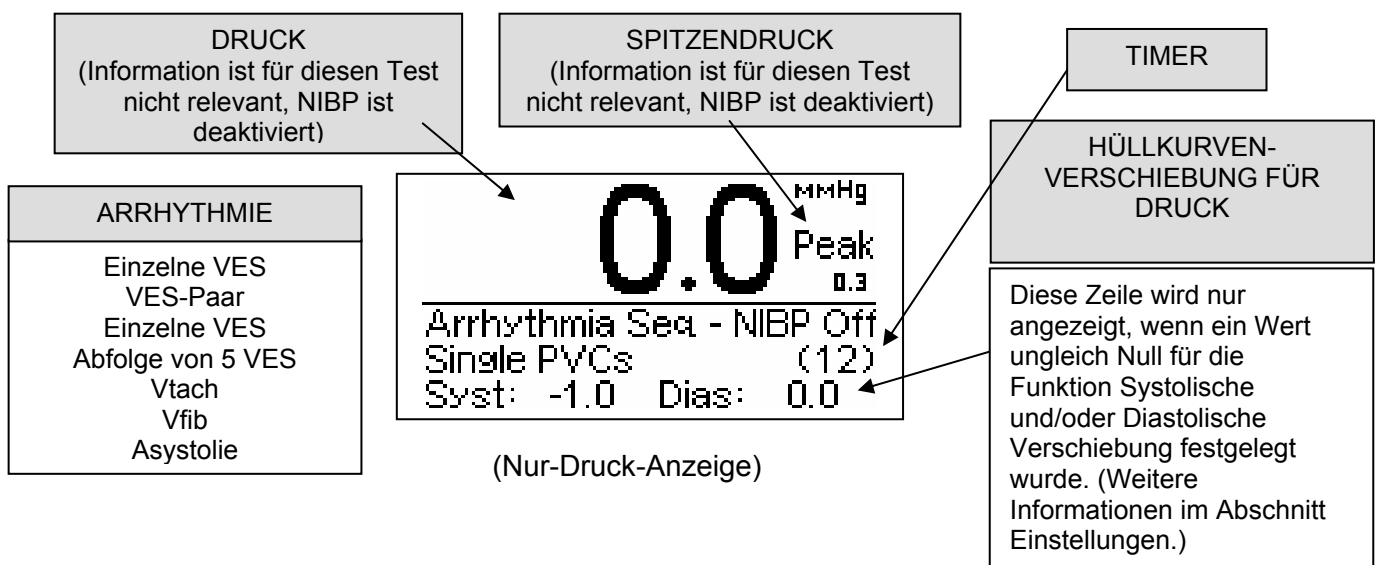 DRUCK
(Information ist für diesen Test
nicht relevant, NIBP ist
deaktiviert)
SPITZENDRUCK
(Information ist für diesen Test
nicht relevant, NIBP ist deaktiviert)
TIMER
HÜLLKURVEN-
VERSCHIEBUNG FÜR
DRUCK
ARRHYTHMIE
Einzelne VES
VES-Paar
Einzelne VES
Abfolge von 5 VES
Vtach
Vfib
Asystolie
0.0 MMHg
Peak
0.3
Arrhythmia Seq - NIBP Off
Single PVCs (12)
Syst: -1.0 Dias: 0.0
(Nur-Druck-Anzeige)
Diese Zeile wird nur
angezeigt, wenn ein Wert
ungleich Null für die
Funktion Systolische
und/oder Diastolische
Verschiebung festgelegt
wurde. (Weitere
Informationen im Abschnitt
Einstellungen.)